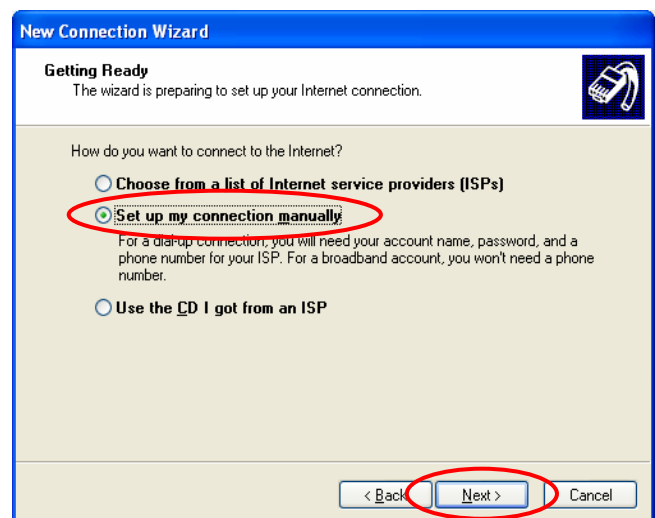 New Connection Wizard
Getting Ready
The wizard is preparing to set up your Internet connection.
How do you want to connect to the Internet?
Choose from a list of Internet service providers (ISPs)
Set up my connection manually
For a dial-up connection, you will need your account name, password, and a
phone number for your ISP. For a broadband account, you won't need a phone
number.
Use the CD I got from an ISP
< Back Next > Cancel